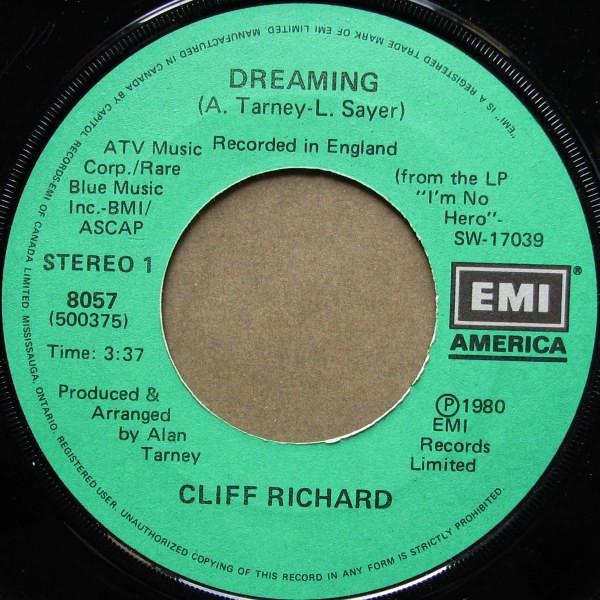 DREAMING
(A. Tarney-L. Sayer)
Recorded in England
ATV Music
Corp./Rare
Blue Music
Inc.-BMI/
ASCAP
(from the LP
"I'm No
Hero"-
SW-17039
STEREO 1
8057
(500375)
Time: 3:37
EMI
®
AMERICA
Produced &
Arranged
by Alan
Tarney
Ⓟ1980
EMI
Records
Limited
CLIFF RICHARD
"EMI" IS A REGISTERED TRADE MARK OF EMI LIMITED. MANUFACTURED IN CANADA BY CAPITOL RECORDS-EMI OF CANADA LIMITED, MISSISSAUGA, ONTARIO. REGISTERED USER. UNAUTHORIZED COPYING OF THIS RECORD IN ANY FORM IS STRICTLY PROHIBITED.